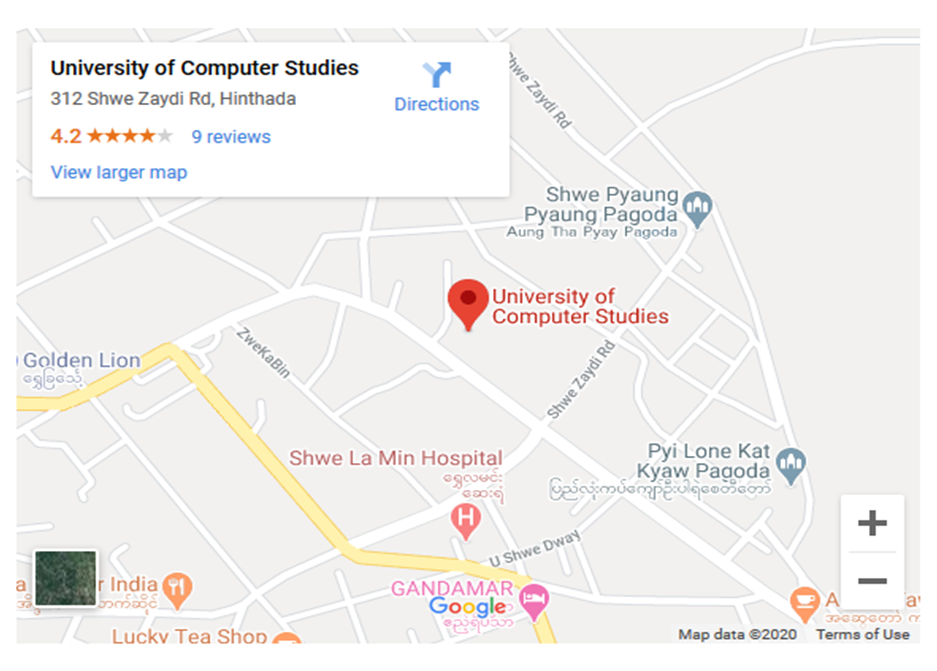 University of Computer Studies
312 Shwe Zaydi Rd, Hinthada
4.2
9 reviews
View larger map
Directions
Shwe Zaydi Rd
Shwe Pyaung
Pyaung Pagoda
Aung Tha Pyay Pagoda
University of
Computer Studies
ZweKaBin
Golden Lion
ရွှေခြင်္သေ့
Shwe Zaydi Rd
Shwe La Min Hospital
ရွှေလမင်း
ဆေးရုံ
H
Pyi Lone Kat
Kyaw Pagoda
ပြည်လုံးကပ်ကျော်ဦးပါရုံစေတီတော်
U Shwe Dway
r India
GANDAMAR
Google
Lucky Tea Shop
Map data ©2020
Terms of Use